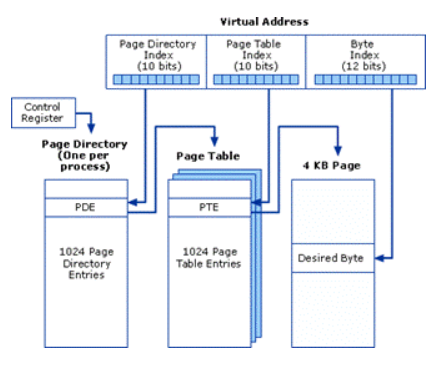 Virtual Address
Page Directory
Index
(10 bits)
Page Table
Index
(10 bits)
Byte
Index
(12 bits)
Control
Register
Page Directory
(One per
process)
Page Table
4 KB Page
PDE
PTE
1024 Page
Directory
Entries
1024 Page
Table Entries
Desired Byte